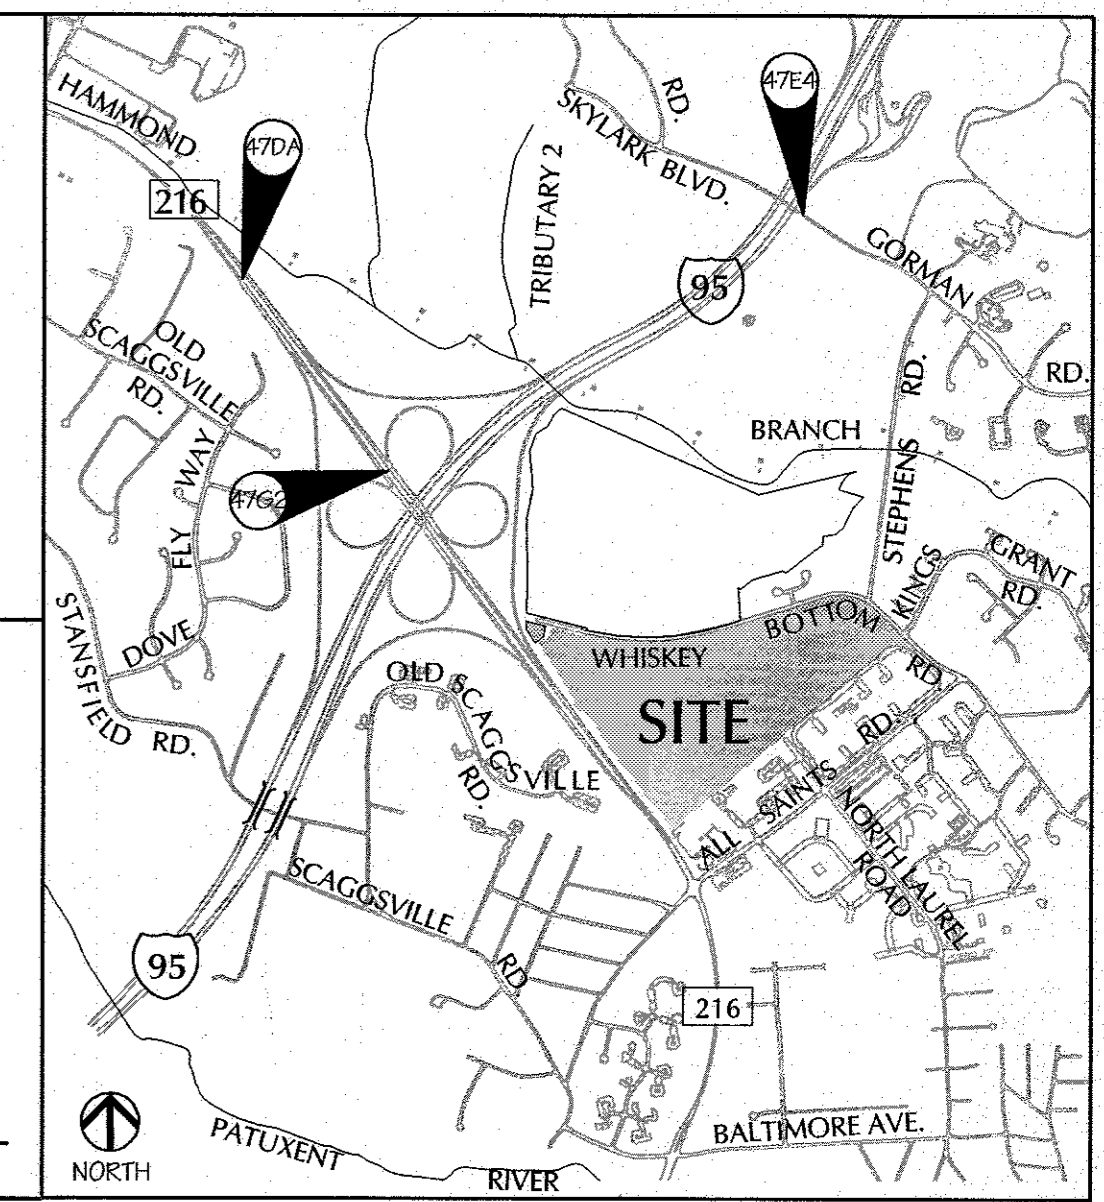 HAMMOND
216
47DA
47E4
RD.
SKYLARK BLVD.
TRIBUTARY 2
GORMAN
RD.
95
OLD
SCAGGSVILLE
RD.
STEPHENS RD.
BRANCH
47G2
FLY WAY
DOVE
STANSFIELD RD.
KINGS
GRANT
RD.
WHISKEY
BOTTOM
RD.
SITE
OLD SCAGGSVILLE
RD.
ALL SAINTS RD.
NORTH LAUREL
ROAD
SCAGGSVILLE
RD
95
216
BALTIMORE AVE.
NORTH
PATUXENT
RIVER